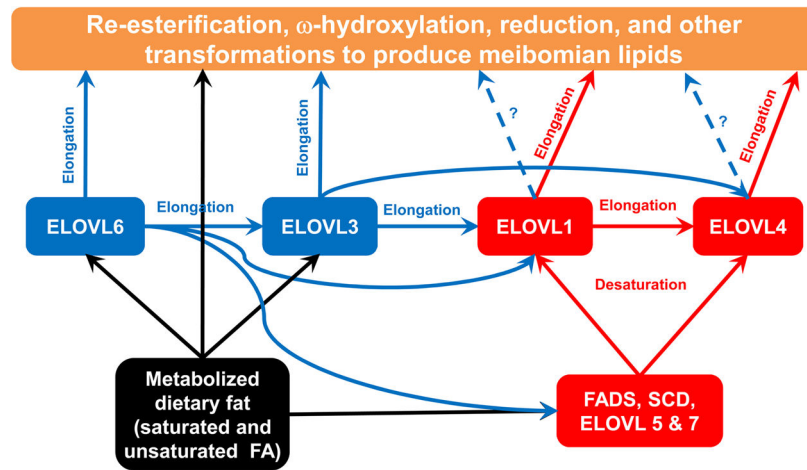 Re-esterification, ω-hydroxylation, reduction, and other
transformations to produce meibomian lipids
Elongation
Elongation
?
Elongation
?
Elongation
ELOVL6
Elongation
ELOVL3
Elongation
ELOVL1
Elongation
ELOVL4
Desaturation
Metabolized
dietary fat
(saturated and
unsaturated FA)
FADS, SCD,
ELOVL 5 & 7